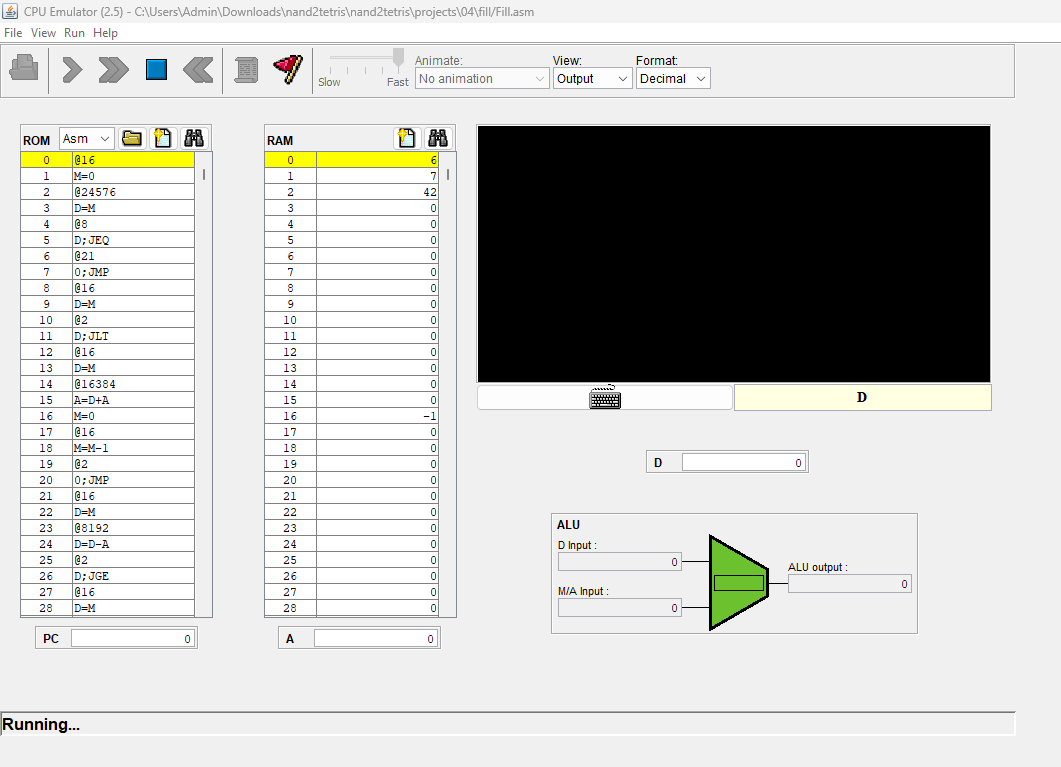 CPU Emulator (2.5) - C:\Users\Admin\Downloads\nand2tetris\nand2tetris\projects\04\fill/Fill.asm
File View Run Help
Slow Fast
Animate: View: Format:
No animation Output Decimal
ROM Asm
0 @16
1 M=0
2 @24576
3 D=M
4 @8
5 D;JEQ
6 @21
7 0;JMP
8 @16
9 D=M
10 @2
11 D;JLT
12 @16
13 D=M
14 @16384
15 A=D+A
16 M=0
17 @16
18 M=M-1
19 @2
20 0;JMP
21 @16
22 D=M
23 @8192
24 D=D-A
25 @2
26 D;JGE
27 @16
28 D=M
PC 0
RAM
0 6
1 7
2 42
3 0
4 0
5 0
6 0
7 0
8 0
9 0
10 0
11 0
12 0
13 0
14 0
15 0
16 -1
17 0
18 0
19 0
20 0
21 0
22 0
23 0
24 0
25 0
26 0
27 0
28 0
A 0
D
D 0
ALU
D Input :
0
M/A Input :
0
ALU output :
0
Running...